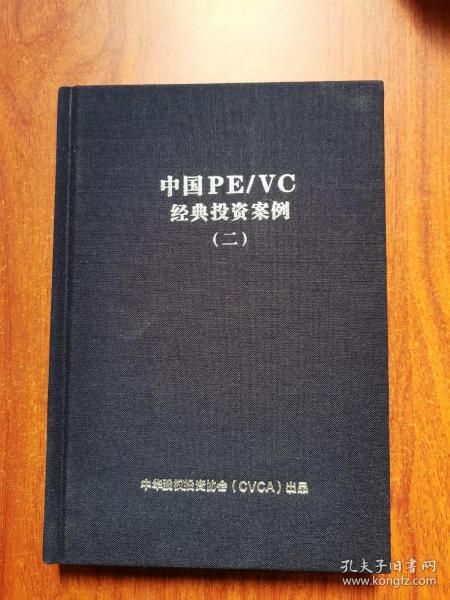 中国PE/VC
经典投资案例
(二)
中华股权投资协会(CVCA)出品
孔夫子旧书网
www.kongfz.com